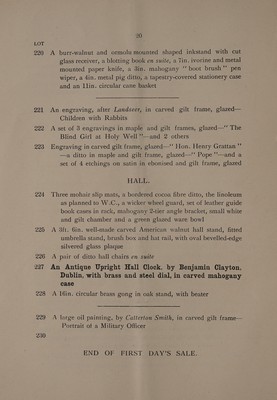 20
LOT
220 A burr-walnut and ormolu-mounted shaped inkstand with cut
glass receiver, a blotting book en suite, a 7in. ivorine and metal
mounted paper knife, a 3in. mahogany "boot brush" pen
wiper, a 6in. metal pig ditto, a tapestry-covered stationery case
and an 11in. circular cane basket
221 An engraving, after Landseer, in carved gilt frame, glazed—
Children with Rabbits
222 A set of 3 engravings in maple and gilt frames, glazed—"The
Blind Girl at Holy Well"—and 2 others
223 Engraving in carved gilt frame, glazed—"Hon. Henry Grattan"
—a ditto in maple and gilt frame, glazed—"Pope"—and a
set of 4 etchings on satin in ebonised and gilt frame, glazed
HALL.
224 Three mohair slip mats, a bordered cocoa fibre ditto, the linoleum
as planned to W.C., a wicker wheel guard, set of leather guide
book cases in rack, mahogany 2-tier angle bracket, small white
and gilt chamber and a green glazed ware bowl
225 A 3ft. 6in. well-made carved American walnut hall stand, fitted
umbrella stand, brush box and hat rail, with oval bevelled-edge
silvered glass plaque
226 A pair of ditto hall chairs en suite
227 An Antique Upright Hall Clock, by Benjamin Clayton,
Dublin, with brass and steel dial, in carved mahogany
case
228 A 16in. circular brass gong in oak stand, with beater
229 A large oil painting, by Catterton Smith, in carved gilt frame—
Portrait of a Military Officer
230
END OF FIRST DAY'S SALE.